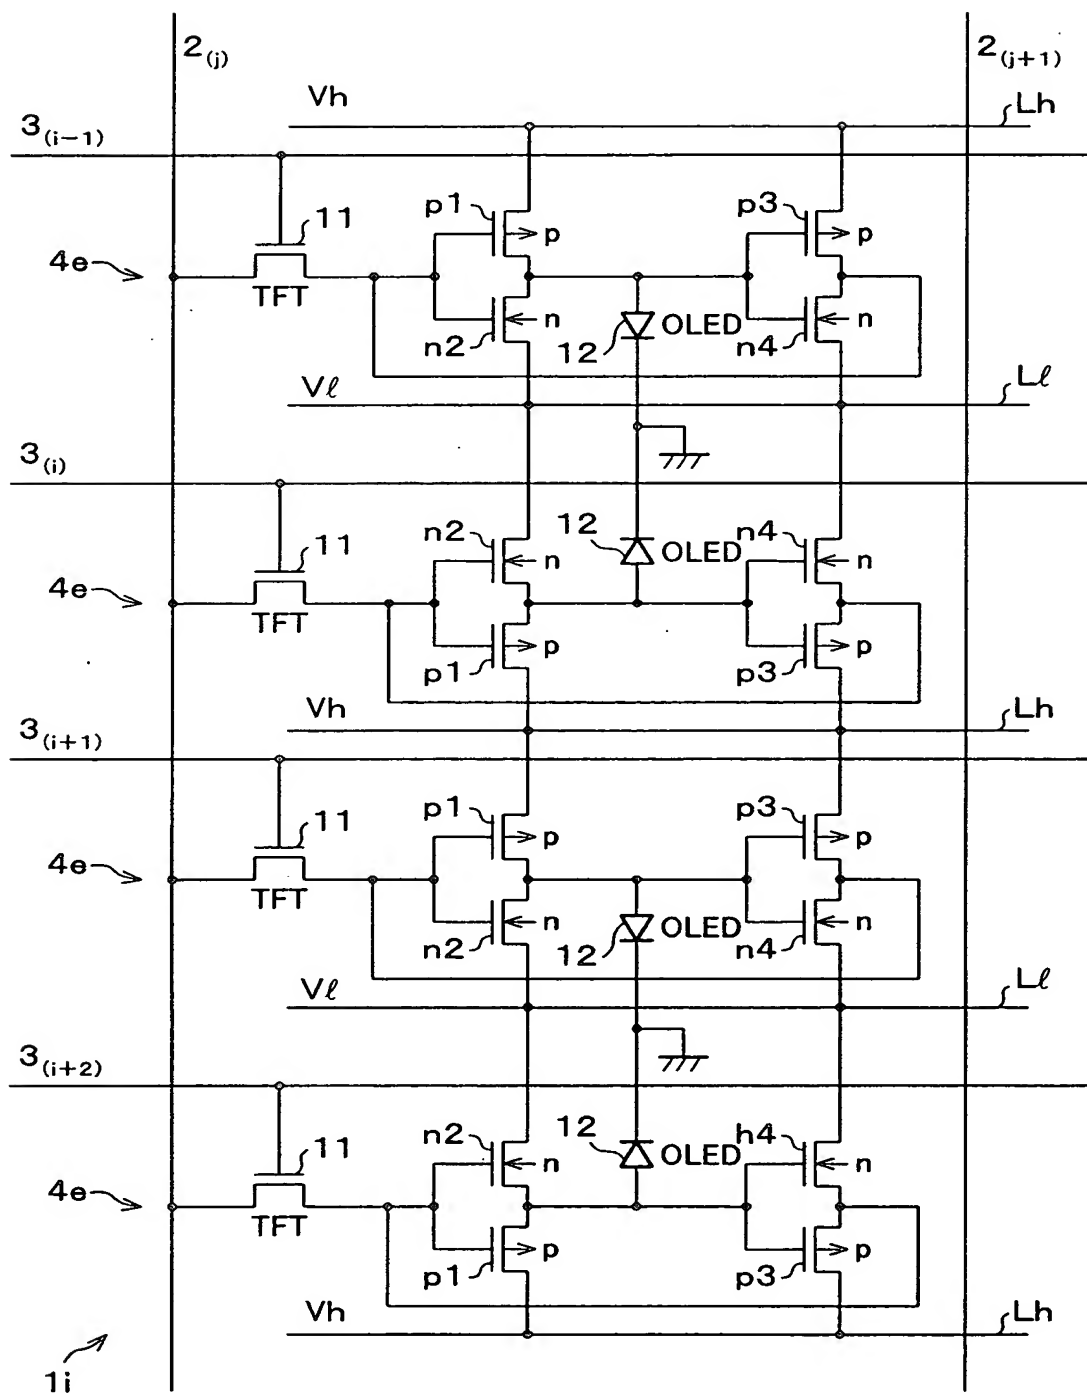 2(j)
2(j+1)
Vh
Lh
3(i-1)
p1
p
p3
p
11
4e
TFT
n
OLED
n
n2
12
n4
Vℓ
Lℓ
3(i)
n2
12
n4
11
n
OLED
n
4e
TFT
p
p
p1
p3
Vh
Lh
3(i+1)
p1
p3
11
p
p
4e
TFT
n
OLED
n
n2
12
n4
Vℓ
Lℓ
3(i+2)
n2
12
h4
11
n
OLED
n
4e
TFT
p
p
p1
p3
Vh
Lh
1i